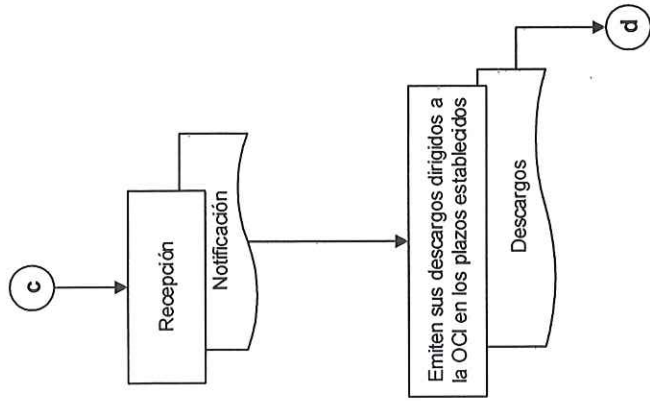 c
Recepción
Notificación
Emiten sus descargos dirigidos a
la OCI en los plazos establecidos
Descargos
d